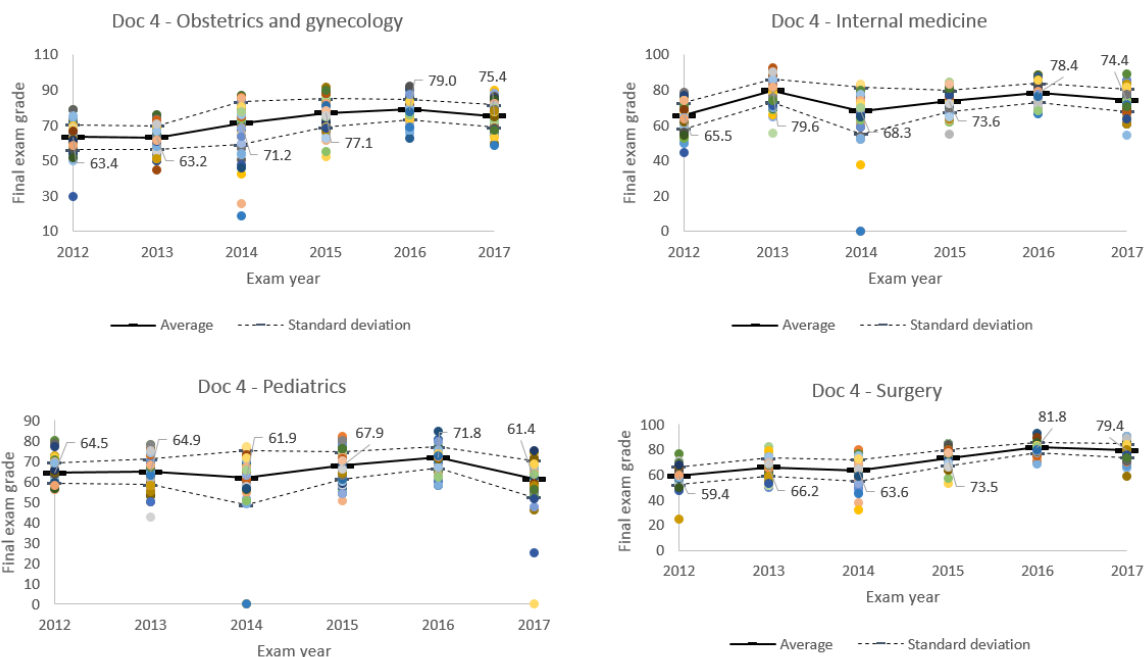 Doc 4 - Obstetrics and gynecology
Final exam grade
110
90
70
50
30
10
63.4
63.2
71.2
77.1
79.0
75.4
2012 2013 2014 2015 2016 2017
Exam year
Average Standard deviation
Doc 4 - Internal medicine
Final exam grade
100
80
60
40
20
0
65.5
79.6
68.3
73.6
78.4
74.4
2012 2013 2014 2015 2016 2017
Exam year
Average Standard deviation
Doc 4 - Pediatrics
Final exam grade
90
80
70
60
50
40
30
20
10
0
64.5
64.9
61.9
67.9
71.8
61.4
2012 2013 2014 2015 2016 2017
Exam year
Average Standard deviation
Doc 4 - Surgery
Final exam grade
100
80
60
40
20
0
59.4
66.2
63.6
73.5
81.8
79.4
2012 2013 2014 2015 2016 2017
Exam year
Average Standard deviation